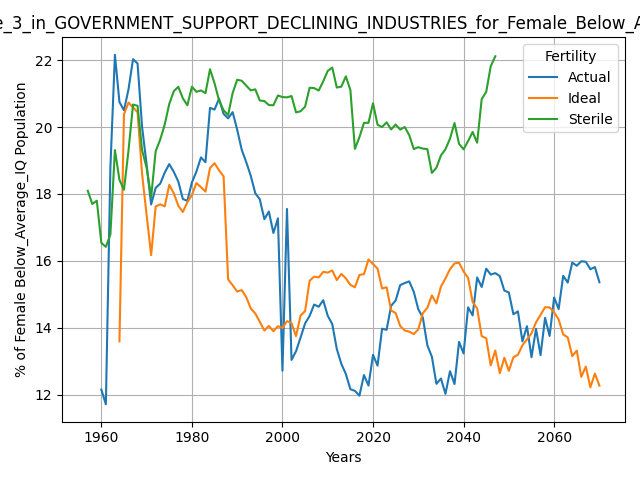 e_3_in_GOVERNMENT_SUPPORT_DECLINING_INDUSTRIES_for_Female_Below_A
Fertility
Actual
Ideal
Sterile
% of Female Below_Average_IQ Population
22
20
18
16
14
12
1960
1980
2000
2020
2040
2060
Years